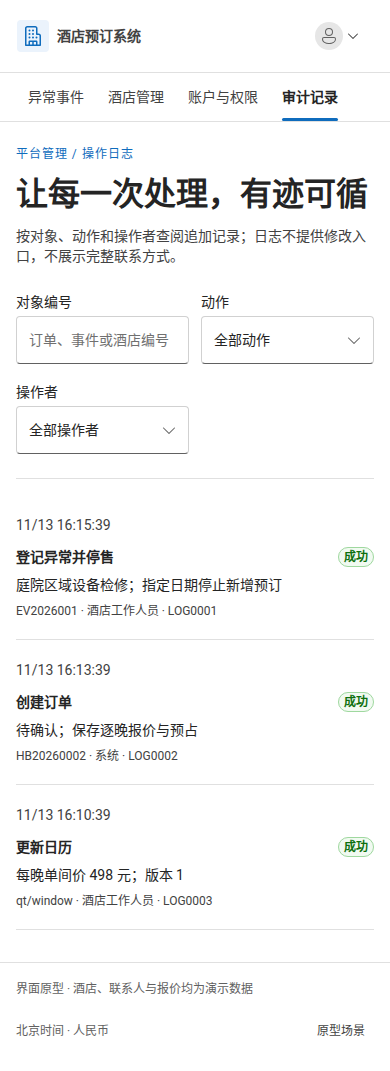 酒店预订系统
异常事件 酒店管理 账户与权限 审计记录
平台管理 / 操作日志
让每一次处理，有迹可循
按对象、动作和操作者查阅追加记录；日志不提供修改入
口，不展示完整联系方式。
对象编号 动作
订单、事件或酒店编号 全部动作
操作者
全部操作者
11/13 16:15:39
登记异常并停售 成功
庭院区域设备检修；指定日期停止新增预订
EV2026001 · 酒店工作人员 · LOG0001
11/13 16:13:39
创建订单 成功
待确认；保存逐晚报价与预占
HB20260002 · 系统 · LOG0002
11/13 16:10:39
更新日历 成功
每晚单间价 498 元；版本 1
qt/window · 酒店工作人员 · LOG0003
界面原型 · 酒店、联系人与报价均为演示数据
北京时间 · 人民币 原型场景